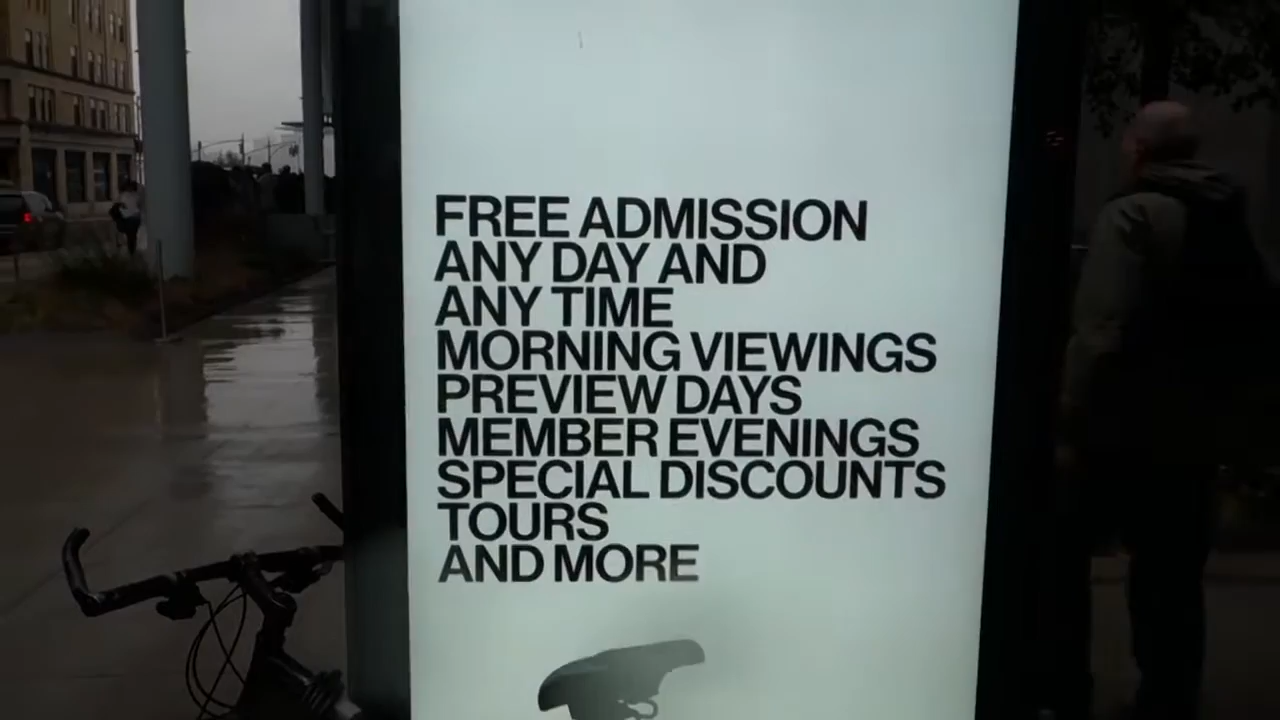 FREE ADMISSION
ANY DAY AND
ANY TIME
MORNING VIEWINGS
PREVIEW DAYS
MEMBER EVENINGS
SPECIAL DISCOUNTS
TOURS
AND MORE